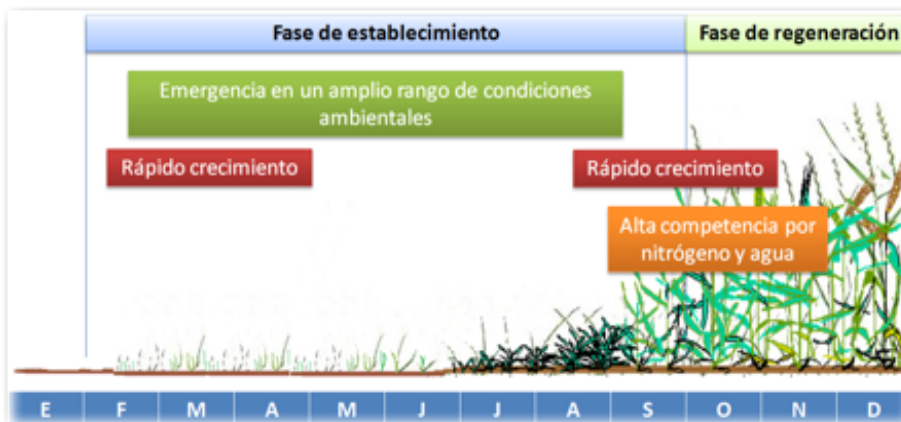 Fase de establecimiento
Fase de regeneración
Emergencia en un amplio rango de condiciones
ambientales
Rápido crecimiento
Rápido crecimiento
Alta competencia por
nitrógeno y agua
E F M A M J J A S O N D